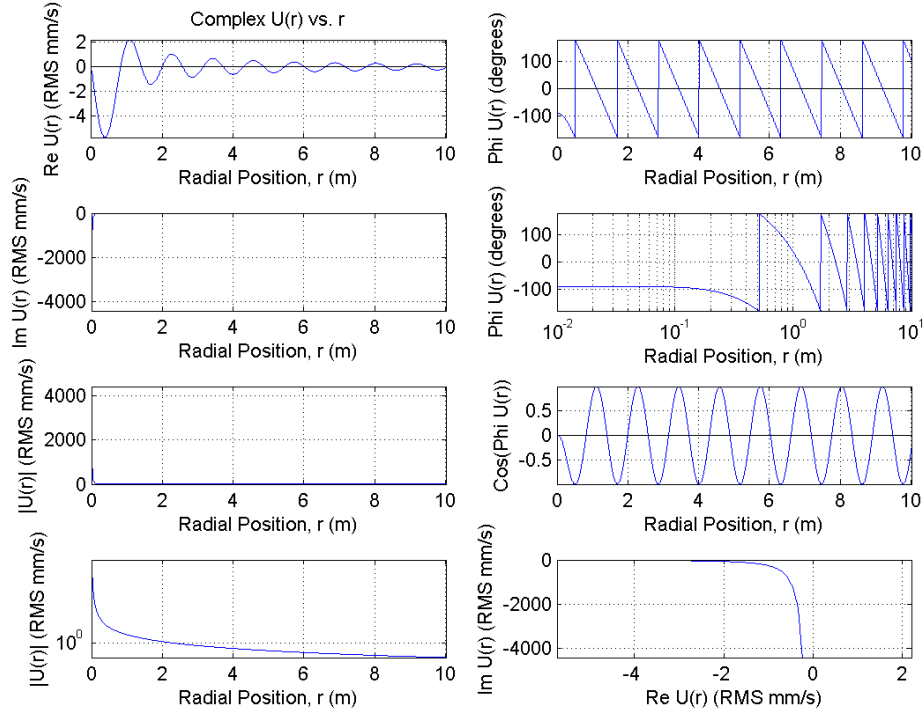 Complex U(r) vs. r
Re U(r) (RMS mm/s)
2
0
-2
-4
0 2 4 6 8 10
Radial Position, r (m)
Phi U(r) (degrees)
100
0
-100
0 2 4 6 8 10
Radial Position, r (m)
Im U(r) (RMS mm/s)
0
-2000
-4000
0 2 4 6 8 10
Radial Position, r (m)
Phi U(r) (degrees)
100
0
-100
10^-2 10^-1 10^0 10^1
Radial Position, r (m)
|U(r)| (RMS mm/s)
4000
2000
0
0 2 4 6 8 10
Radial Position, r (m)
Cos(Phi U(r))
0.5
0
-0.5
0 2 4 6 8 10
Radial Position, r (m)
|U(r)| (RMS mm/s)
10^0
0 2 4 6 8 10
Radial Position, r (m)
Im U(r) (RMS mm/s)
0
-2000
-4000
-4 -2 0 2
Re U(r) (RMS mm/s)